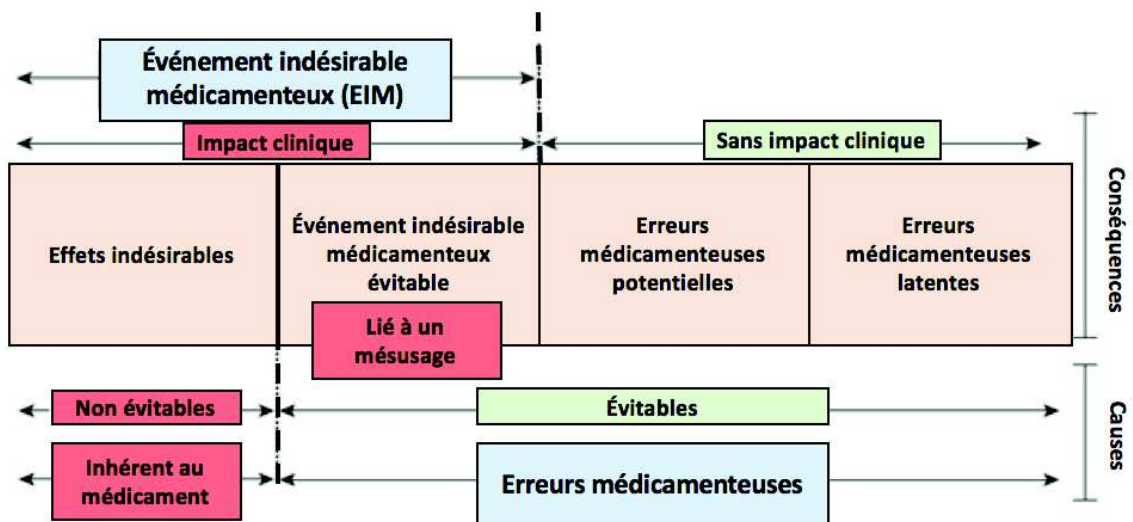 Événement indésirable
médicamenteux (EIM)
Impact clinique
Sans impact clinique
Effets indésirables
Événement indésirable
médicamenteux
évitable
Erreurs
médicamenteuses
potentielles
Erreurs
médicamenteuses
latentes
Conséquences
Lié à un
mésusage
Non évitables
Évitables
Causes
Inhérent au
médicament
Erreurs médicamenteuses